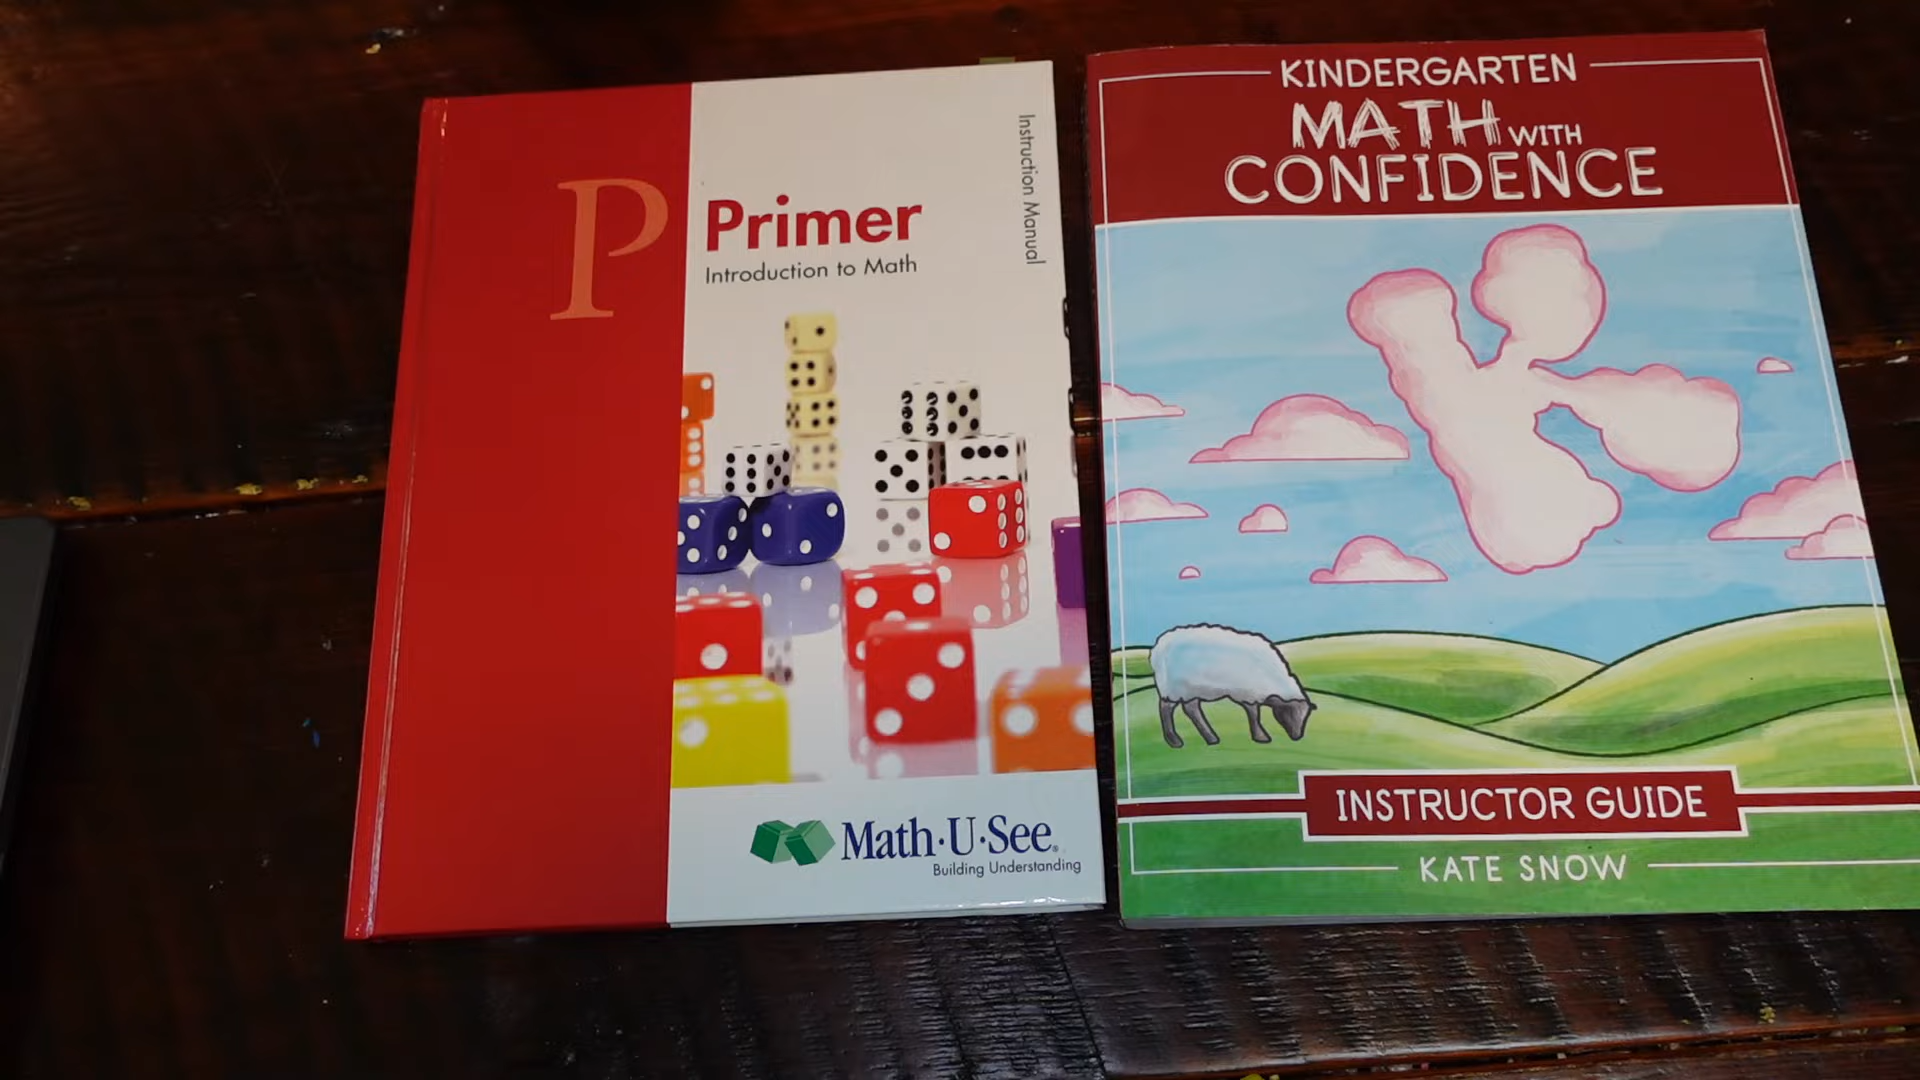 P
Primer
Introduction to Math
Instruction Manual
Math·U·See®
Building Understanding
KINDERGARTEN
MATH WITH
CONFIDENCE
INSTRUCTOR GUIDE
KATE SNOW